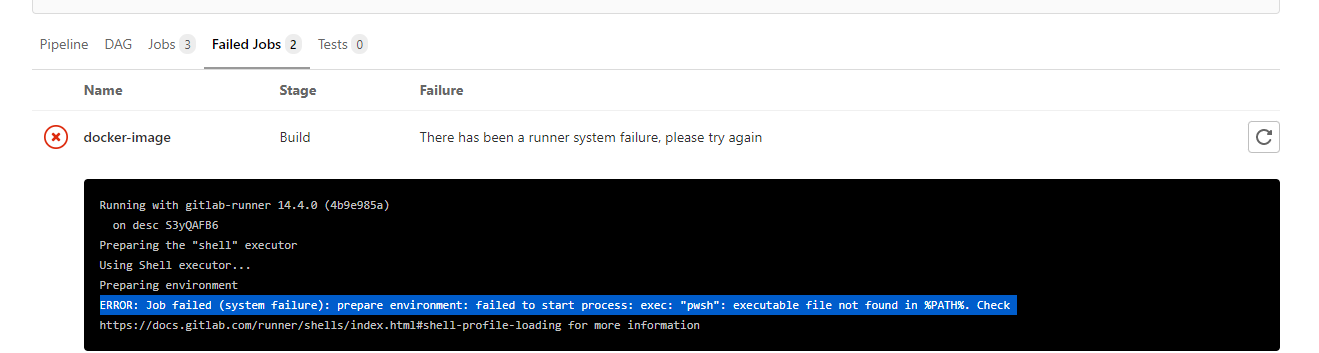 Pipeline DAG Jobs 3 Failed Jobs 2 Tests 0
Name Stage Failure
docker-image Build There has been a runner system failure, please try again
Running with gitlab-runner 14.4.0 (4b9e985a)
on desc S3yQAFB6
Preparing the "shell" executor
Using Shell executor...
Preparing environment
ERROR: Job failed (system failure): prepare environment: failed to start process: exec: "pwsh": executable file not found in %PATH%. Check
https://docs.gitlab.com/runner/shells/index.html#shell-profile-loading for more information